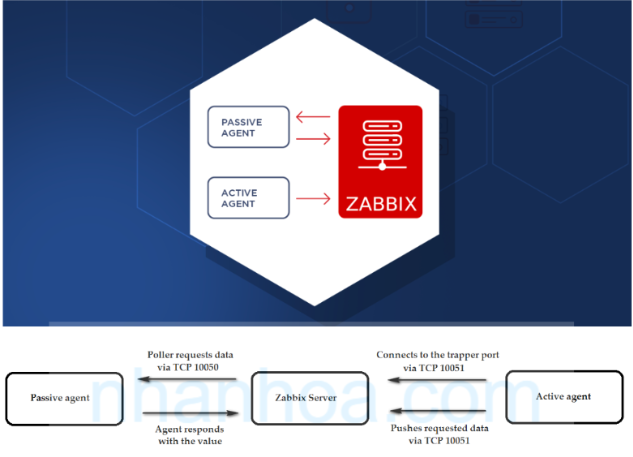 PASSIVE
AGENT
ACTIVE
AGENT
ZABBIX
Poller requests data
via TCP 10050
Connects to the trapper port
via TCP 10051
Passive agent
Zabbix Server
Active agent
nhanhoa.com
Agent responds
with the value
Pushes requested data
via TCP 10051